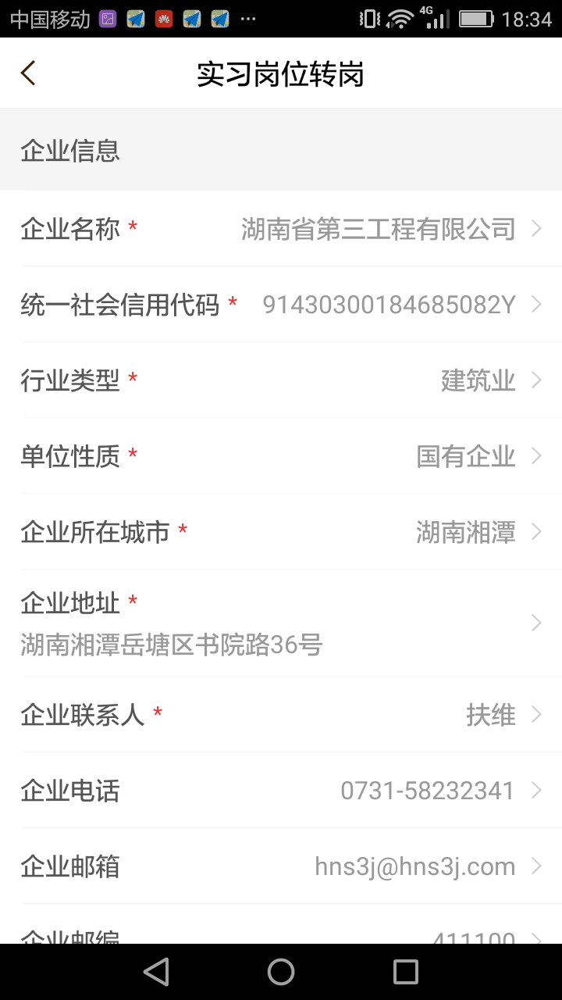 中国移动 4G 18:34
实习岗位转岗
企业信息
企业名称 * 湖南省第三工程有限公司
统一社会信用代码 * 91430300184685082Y
行业类型 * 建筑业
单位性质 * 国有企业
企业所在城市 * 湖南湘潭
企业地址 *
湖南湘潭岳塘区书院路36号
企业联系人 * 扶维
企业电话 0731-58232341
企业邮箱 hns3j@hns3j.com
企业邮编 411100